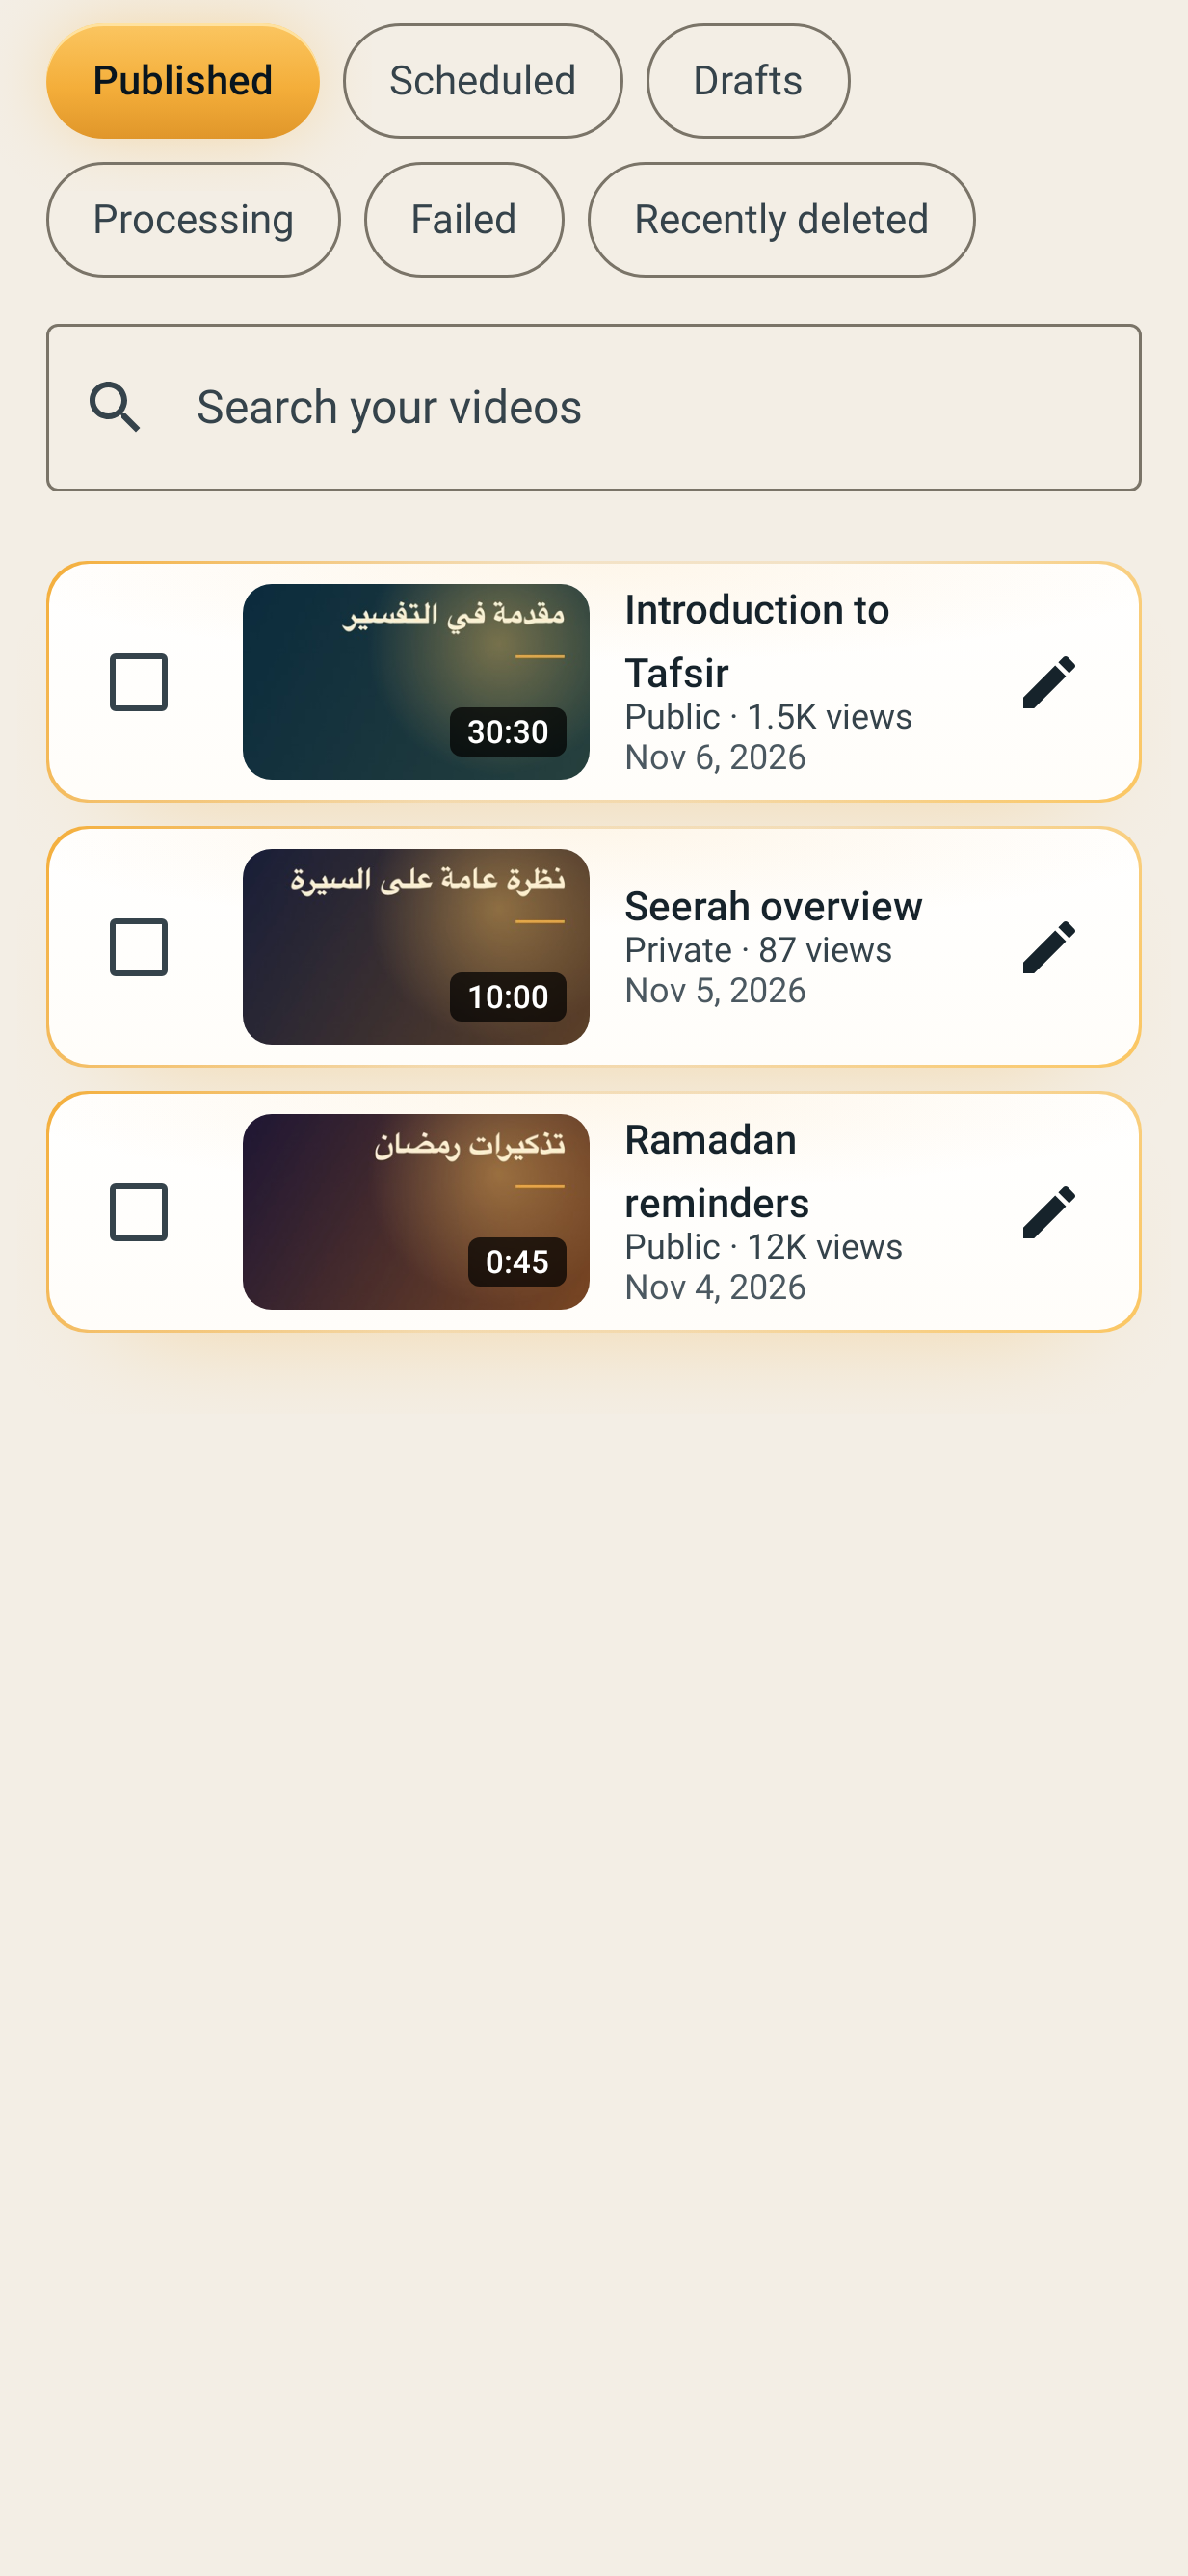 Published
Scheduled
Drafts
Processing
Failed
Recently deleted
Search your videos
مقدمة في التفسير
30:30
Introduction to
Tafsir
Public · 1.5K views
Nov 6, 2026
نظرة عامة على السيرة
10:00
Seerah overview
Private · 87 views
Nov 5, 2026
تذكيرات رمضان
0:45
Ramadan
reminders
Public · 12K views
Nov 4, 2026